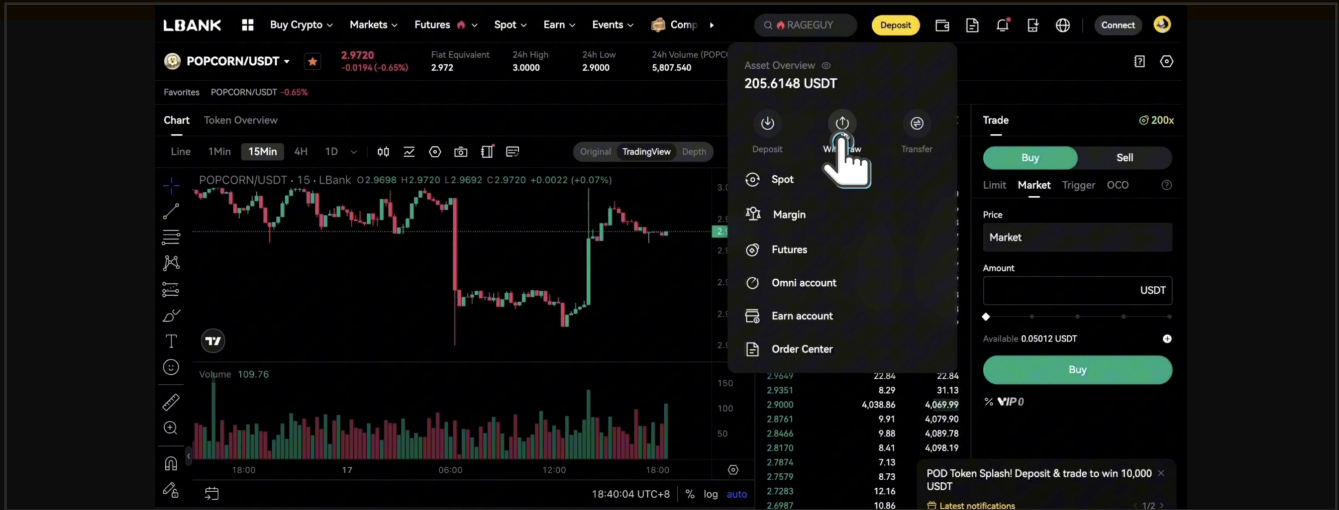 LBANK Buy Crypto Markets Futures Spot Earn Events Comp RAGEGUY Deposit Connect
POPCORN/USDT 2.9720 -0.0194 (-0.65%) Fiat Equivalent 2.972 24h High 3.0000 24h Low 2.9000 24h Volume (POPCO 5,807.540
Favorites POPCORN/USDT -0.65%
Chart Token Overview
Line 1Min 15Min 4H 1D Original TradingView Depth
POPCORN/USDT · 15 · LBank O2.9698 H2.9720 L2.9692 C2.9720 +0.0022 (+0.07%)
Volume 109.76
150
100
50
18:00 17 06:00 12:00 18:00
18:40:04 UTC+8 % log auto
Asset Overview
205.6148 USDT
Deposit Withdraw Transfer
Spot
Margin
Futures
Omni account
Earn account
Order Center
2.9649 22.84 22.84
2.9351 8.29 31.13
2.9000 4,038.86 4,069.99
2.8761 9.91 4,079.90
2.8466 9.88 4,089.78
2.8170 8.41 4,098.19
2.7874 7.13
2.7579 8.73
2.7283 12.16
2.6987 10.86
Trade 200x
Buy Sell
Limit Market Trigger OCO
Price
Market
Amount
USDT
Available 0.05012 USDT
Buy
% VIP 0
POD Token Splash! Deposit & trade to win 10,000
USDT
Latest notifications 1/2